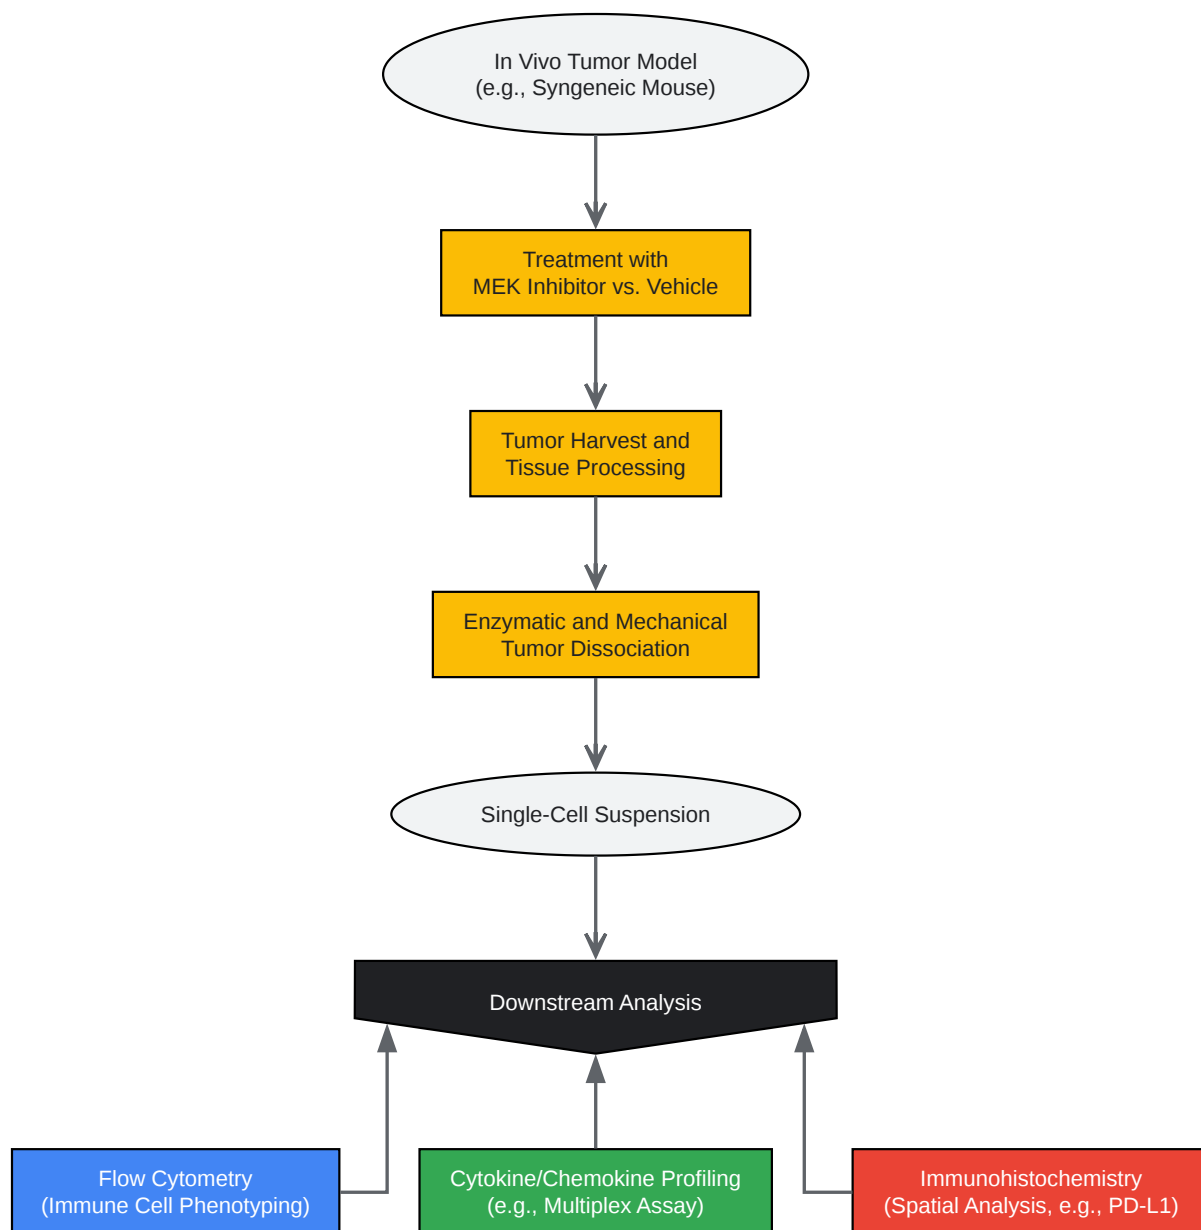 In Vivo Tumor Model
(e.g., Syngeneic Mouse)
Treatment with
MEK Inhibitor vs. Vehicle
Tumor Harvest and
Tissue Processing
Enzymatic and Mechanical
Tumor Dissociation
Single-Cell Suspension
Downstream Analysis
Flow Cytometry
(Immune Cell Phenotyping)
Cytokine/Chemokine Profiling
(e.g., Multiplex Assay)
Immunohistochemistry
(Spatial Analysis, e.g., PD-L1)